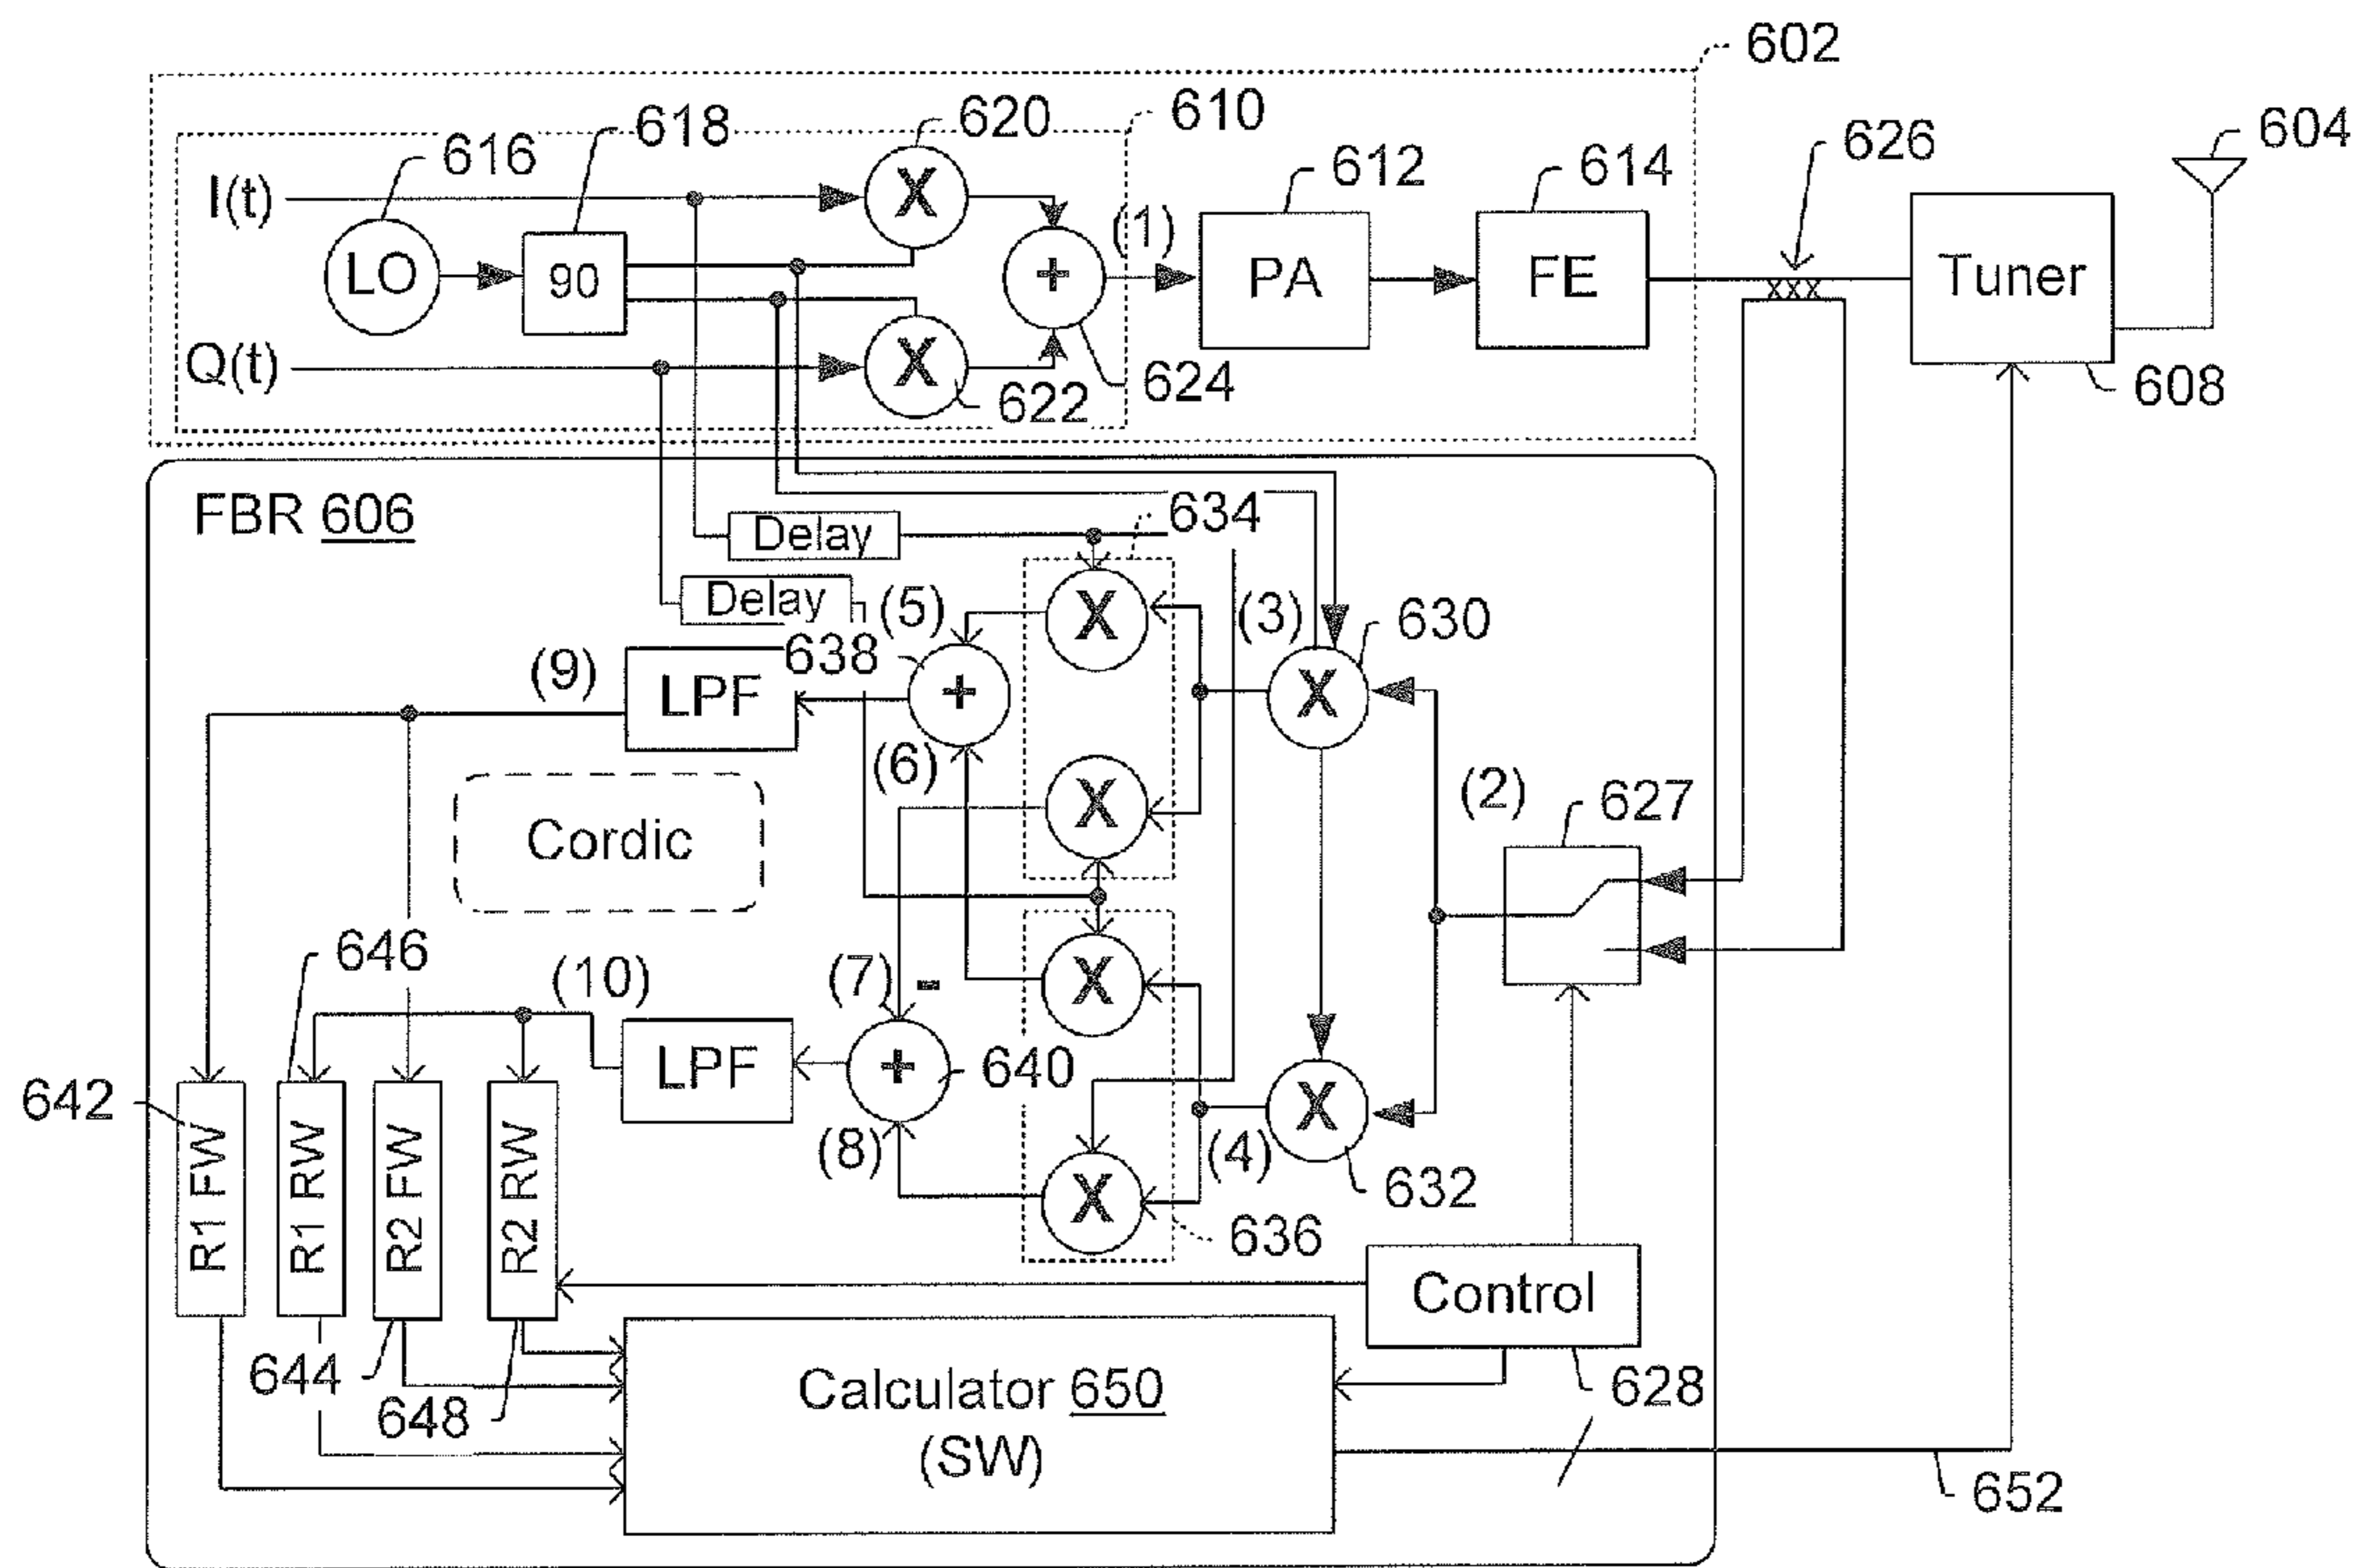 602
604
610
616
618
620
626
612
614
I(t)
X
LO
90
+
(1)
PA
FE
Tuner
Q(t)
X
622
624
608
FBR 606
634
Delay
Delay
(5)
X
(3)
630
(9)
LPF
638
+
X
(6)
X
(2)
627
Cordic
646
(10)
(7)
-
X
642
LPF
+
640
X
(8)
X
(4)
632
R1 FW
R1 RW
R2 FW
R2 RW
636
Control
644
648
Calculator 650
(SW)
628
652